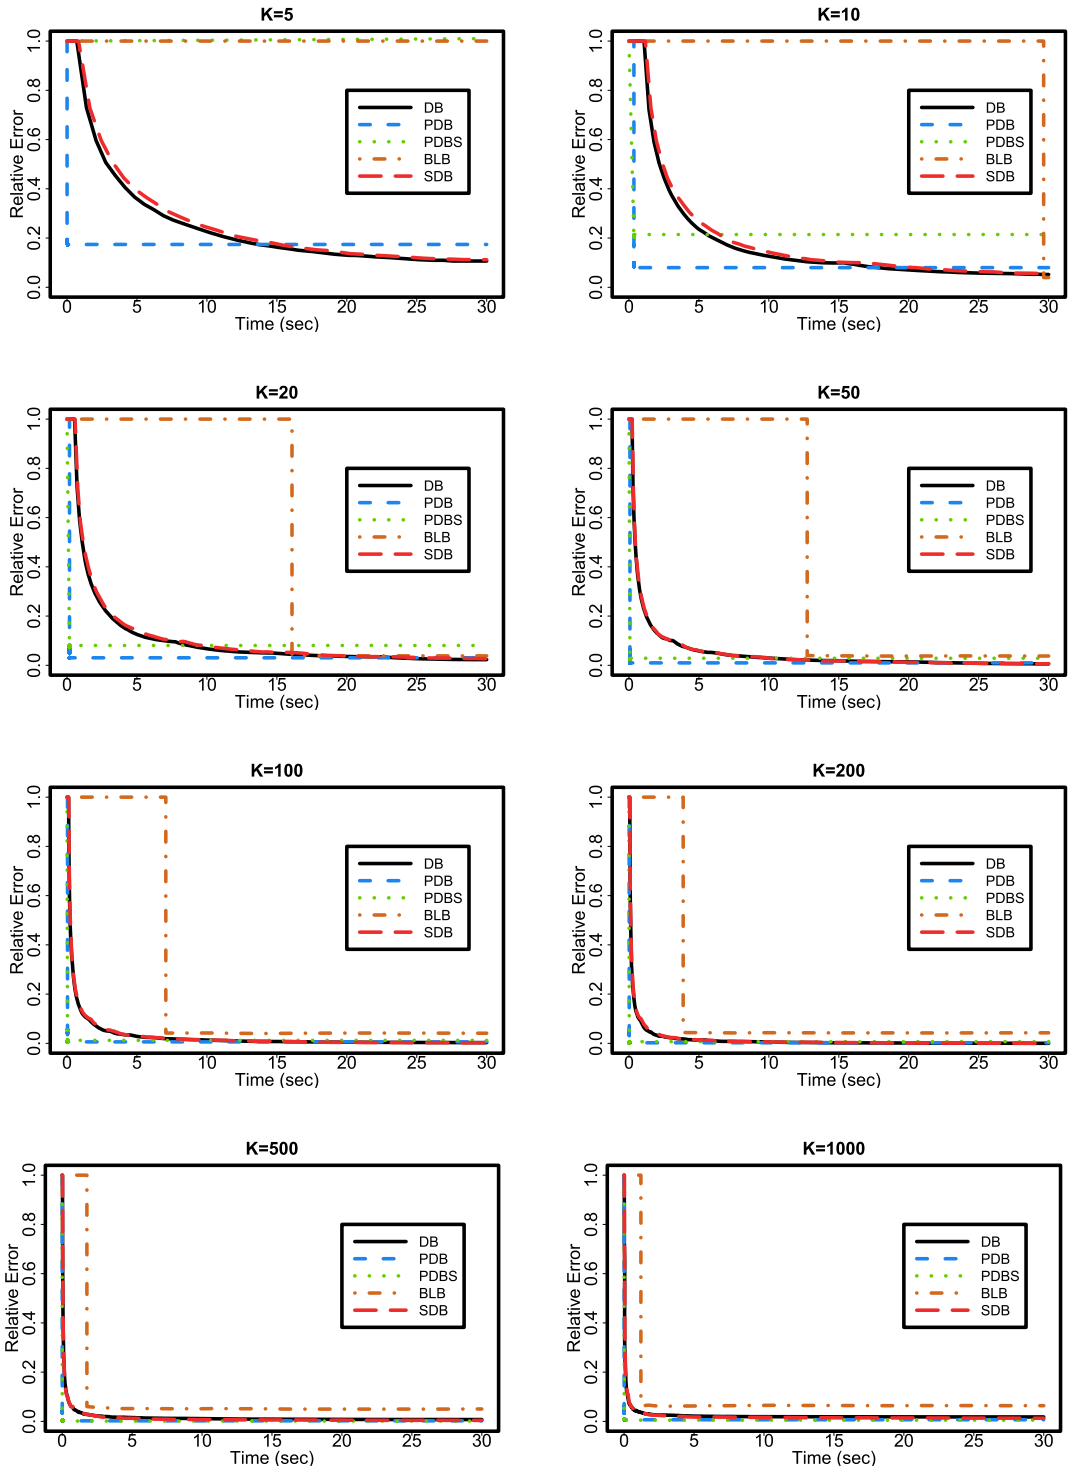 K=5
Relative Error
1.0
0.8
0.6
0.4
0.2
0.0
DB
PDB
PDBS
BLB
SDB
0 5 10 15 20 25 30
Time (sec)
K=10
Relative Error
1.0
0.8
0.6
0.4
0.2
0.0
DB
PDB
PDBS
BLB
SDB
0 5 10 15 20 25 30
Time (sec)
K=20
Relative Error
1.0
0.8
0.6
0.4
0.2
0.0
DB
PDB
PDBS
BLB
SDB
0 5 10 15 20 25 30
Time (sec)
K=50
Relative Error
1.0
0.8
0.6
0.4
0.2
0.0
DB
PDB
PDBS
BLB
SDB
0 5 10 15 20 25 30
Time (sec)
K=100
Relative Error
1.0
0.8
0.6
0.4
0.2
0.0
DB
PDB
PDBS
BLB
SDB
0 5 10 15 20 25 30
Time (sec)
K=200
Relative Error
1.0
0.8
0.6
0.4
0.2
0.0
DB
PDB
PDBS
BLB
SDB
0 5 10 15 20 25 30
Time (sec)
K=500
Relative Error
1.0
0.8
0.6
0.4
0.2
0.0
DB
PDB
PDBS
BLB
SDB
0 5 10 15 20 25 30
Time (sec)
K=1000
Relative Error
1.0
0.8
0.6
0.4
0.2
0.0
DB
PDB
PDBS
BLB
SDB
0 5 10 15 20 25 30
Time (sec)